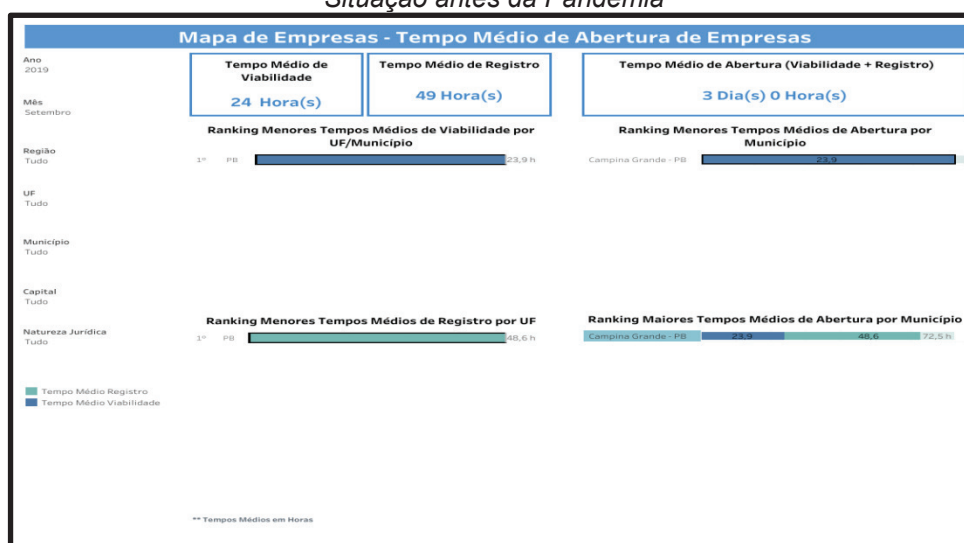 Situação antes da Pandemia
Mapa de Empresas - Tempo Médio de Abertura de Empresas
Ano
2019
Mês
Setembro
Região
Tudo
UF
Tudo
Município
Tudo
Capital
Tudo
Natureza Jurídica
Tudo
Tempo Médio Registro
Tempo Médio Viabilidade
Tempo Médio de
Viabilidade
24 Hora(s)
Tempo Médio de Registro
49 Hora(s)
Tempo Médio de Abertura (Viabilidade + Registro)
3 Dia(s) 0 Hora(s)
Ranking Menores Tempos Médios de Viabilidade por
UF/Município
1º PB 23,9 h
Ranking Menores Tempos Médios de Abertura por
Município
Campina Grande - PB 23,9
Ranking Menores Tempos Médios de Registro por UF
1º PB 48,6 h
Ranking Maiores Tempos Médios de Abertura por Município
Campina Grande - PB 23,9 48,6 72,5 h
** Tempos Médios em Horas